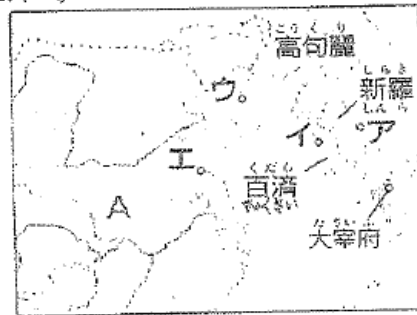 こうくり
高句麗
しらき
新羅
しんら
ウ。
イ。
ア
エ。
くだら
百済
ひゃくさい
A
だざいふ
大宰府